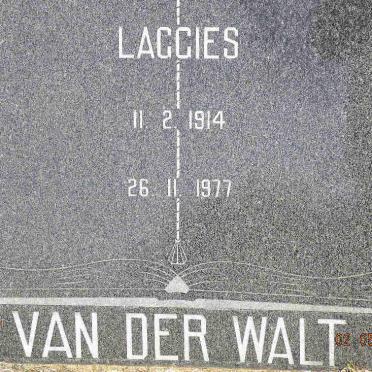 LACCIES
11. 2. 1914
26. 11. 1977
VAN DER WALT